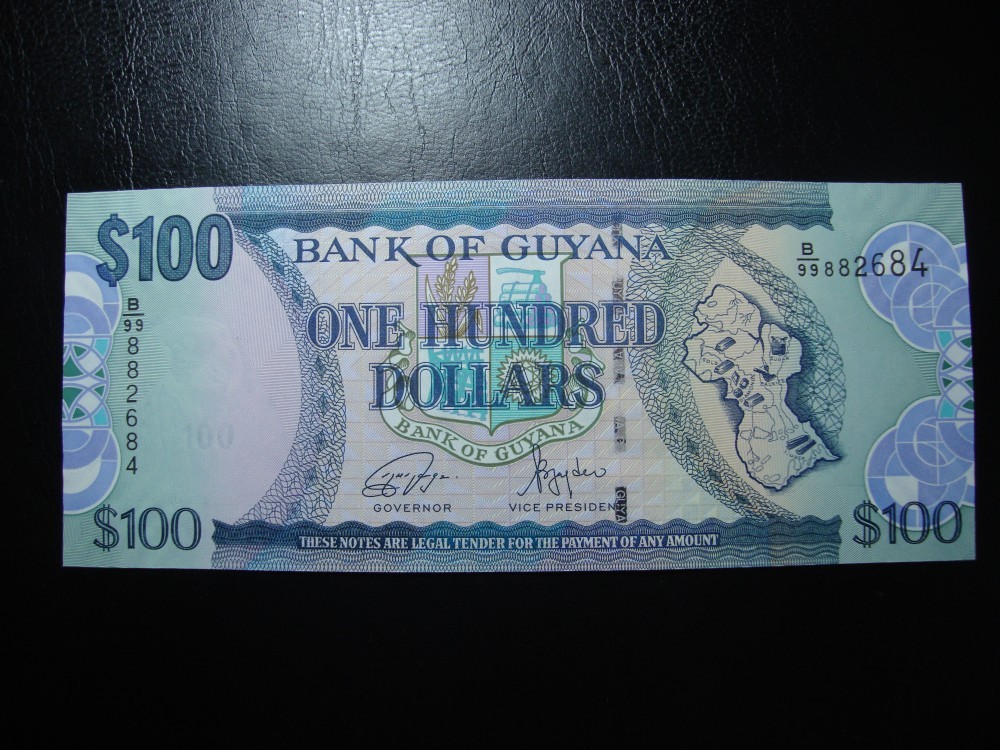 $100
BANK OF GUYANA
B/99 882684
ONE HUNDRED
DOLLARS
B/99 882684
BANK OF GUYANA
100
GOVERNOR
VICE PRESIDENT
$100
THESE NOTES ARE LEGAL TENDER FOR THE PAYMENT OF ANY AMOUNT
$100